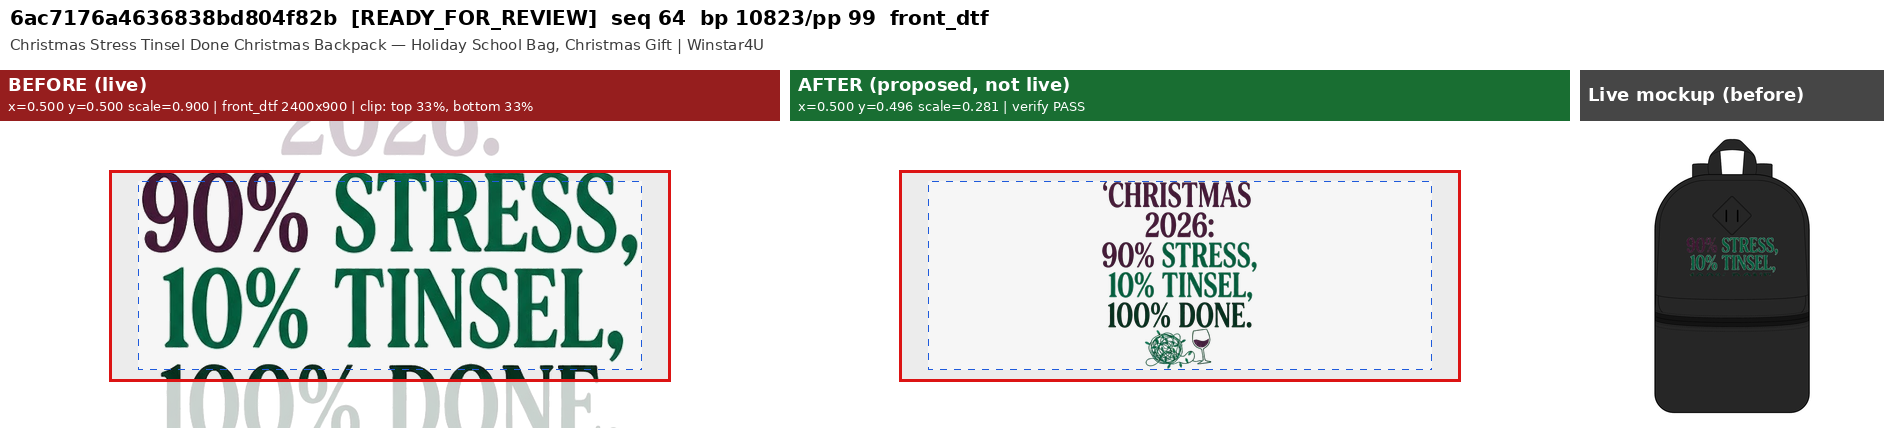 6ac7176a4636838bd804f82b [READY_FOR_REVIEW] seq 64 bp 10823/pp 99 front_dtf
Christmas Stress Tinsel Done Christmas Backpack — Holiday School Bag, Christmas Gift | Winstar4U
BEFORE (live)
x=0.500 y=0.500 scale=0.900 | front_dtf 2400x900 | clip: top 33%, bottom 33%
2026:
90% STRESS,
10% TINSEL,
100% DONE.
AFTER (proposed, not live)
x=0.500 y=0.496 scale=0.281 | verify PASS
‘CHRISTMAS
2026:
90% STRESS,
10% TINSEL,
100% DONE.
Live mockup (before)
90% STRESS,
10% TINSEL,